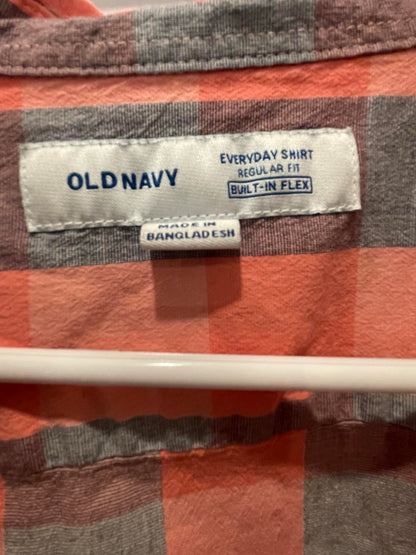 OLD NAVY
EVERYDAY SHIRT
REGULAR FIT
BUILT-IN FLEX
MADE IN
BANGLADESH